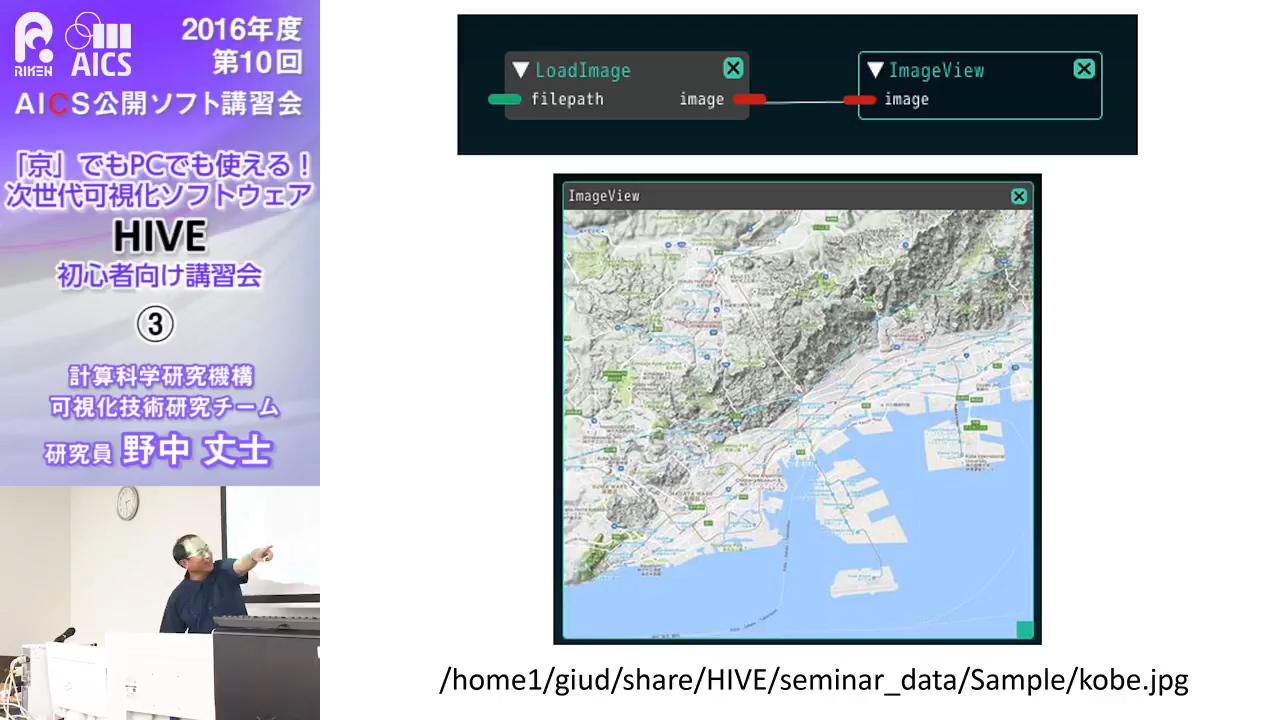 RIKEN
AICS
2016年度
第10回
AICS公開ソフト講習会
「京」でもPCでも使える！
次世代可視化ソフトウェア
HIVE
初心者向け講習会
③
計算科学研究機構
可視化技術研究チーム
研究員 野中 丈士
LoadImage
filepath image
ImageView
image
ImageView
/home1/giud/share/HIVE/seminar_data/Sample/kobe.jpg